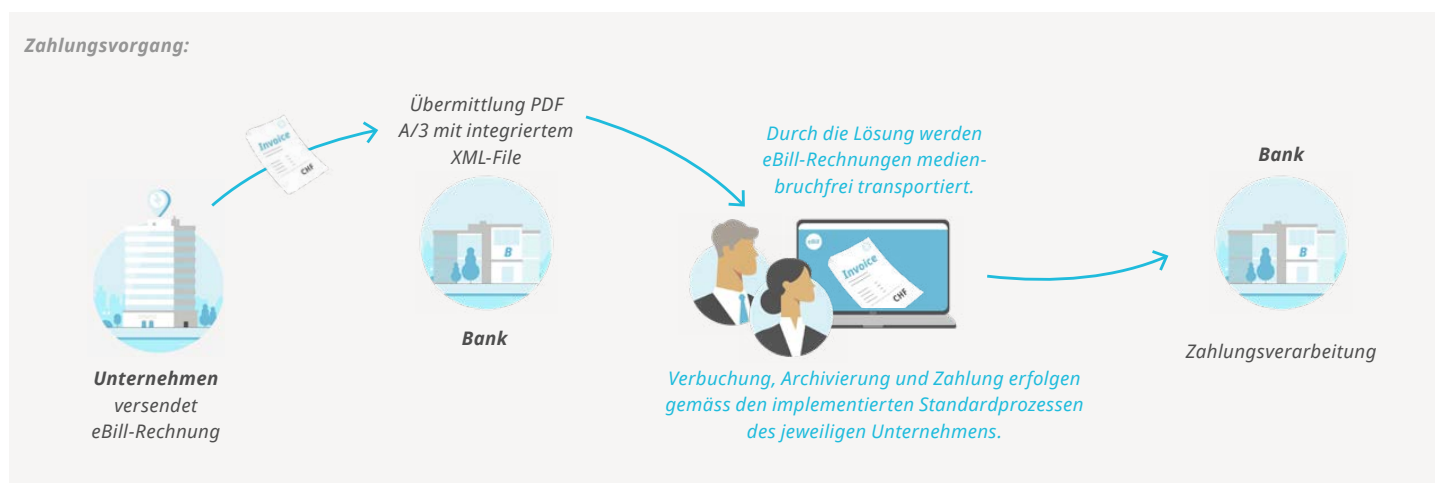 Zahlungsvorgang:
Invoice
CHF
Übermittlung PDF
A/3 mit integriertem
XML-File
B
Bank
Unternehmen
versendet
eBill-Rechnung
Durch die Lösung werden
eBill-Rechnungen medien-
bruchfrei transportiert.
eBill
Invoice
CHF
Verbuchung, Archivierung und Zahlung erfolgen
gemäss den implementierten Standardprozessen
des jeweiligen Unternehmens.
Bank
B
Zahlungsverarbeitung